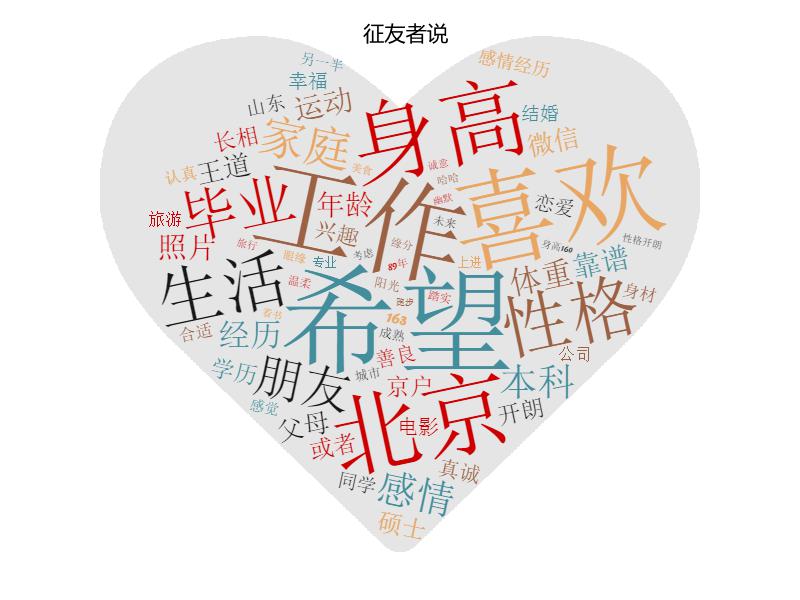 征友者说
另一半
感情经历
幸福
身高
山东
运动
结婚
长相
家庭
微信
认真
王道
美食
诚意
哈哈
工作
喜欢
毕业
年龄
幽默
恋爱
旅游
兴趣
未来
照片
旅行
缘分
身高160
性格开朗
眼缘
专业
考虑
89年
上进
体重
靠谱
生活
希望
温柔
阳光
踏实
身材
看书
163
性格
合适
经历
成熟
善良
公司
学历
朋友
城市
京户
本科
感觉
父母
北京
电影
开朗
或者
真诚
同学
感情
硕士